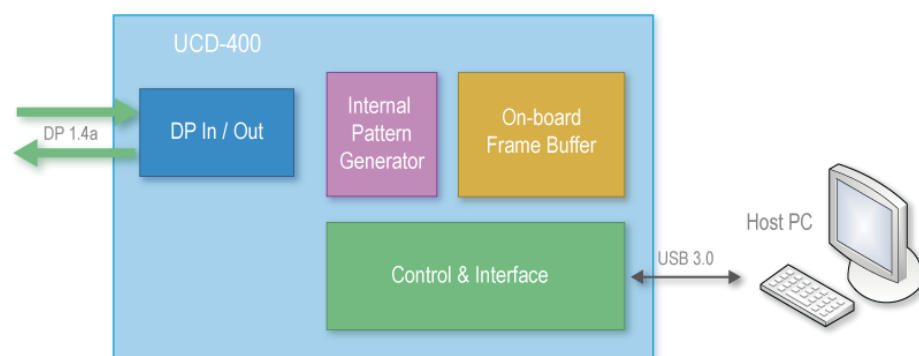 UCD-400
DP 1.4a
DP In / Out
Internal
Pattern
Generator
On-board
Frame Buffer
Control & Interface
USB 3.0
Host PC